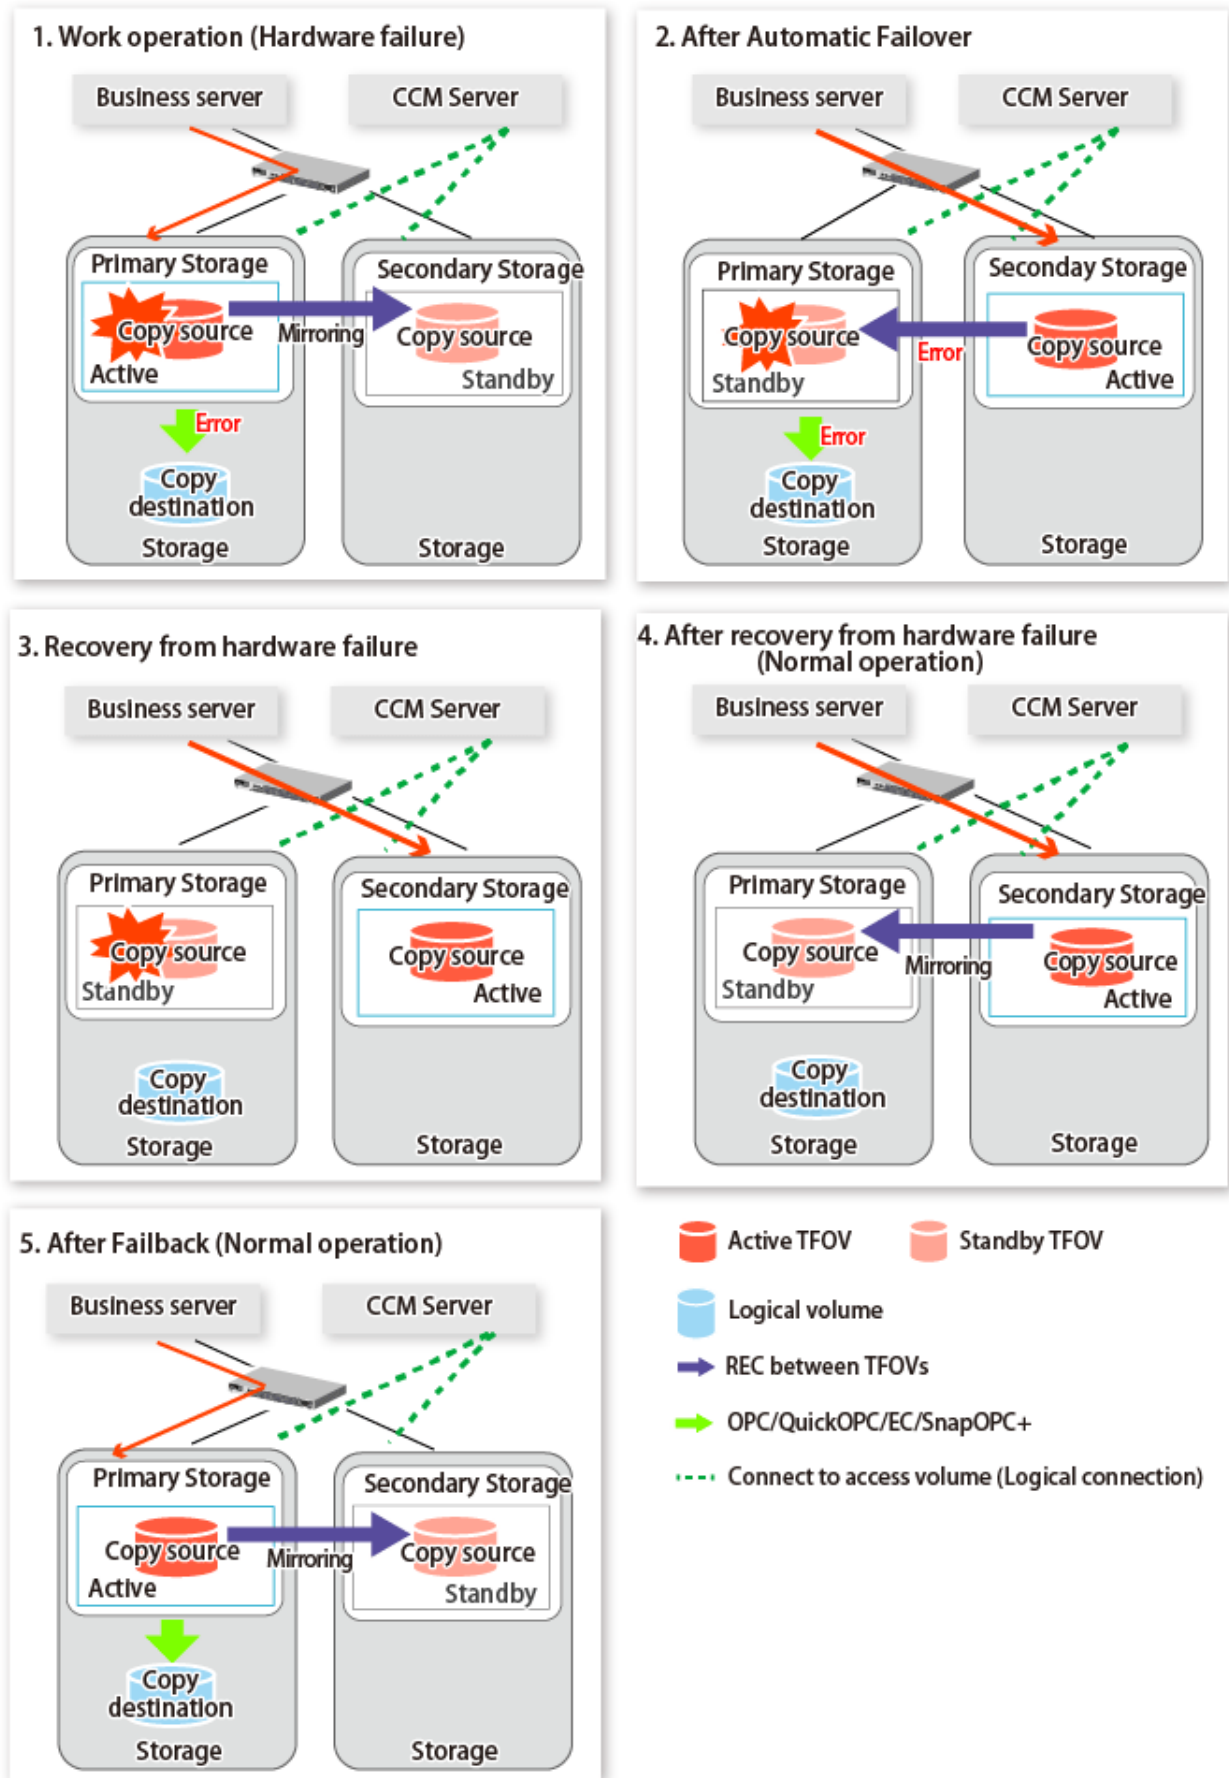 1. Work operation (Hardware failure)
Business server
CCM Server
Primary Storage
Secondary Storage
Copy source
Mirroring
Copy source
Active
Standby
Error
Copy
destination
Storage
Storage
2. After Automatic Failover
Business server
CCM Server
Primary Storage
Seconday Storage
Copy source
Error
Copy source
Standby
Active
Error
Copy
destination
Storage
Storage
3. Recovery from hardware failure
Business server
CCM Server
Primary Storage
Secondary Storage
Copy source
Copy source
Standby
Active
Copy
destination
Storage
Storage
4. After recovery from hardware failure
(Normal operation)
Business server
CCM Server
Primary Storage
Secondary Storage
Copy source
Mirroring
Copy source
Standby
Active
Copy
destination
Storage
Storage
5. After Failback (Normal operation)
Business server
CCM Server
Primary Storage
Secondary Storage
Copy source
Mirroring
Copy source
Active
Standby
Copy
destination
Storage
Storage
Active TFOV
Standby TFOV
Logical volume
REC between TFOVs
OPC/QuickOPC/EC/SnapOPC+
Connect to access volume (Logical connection)